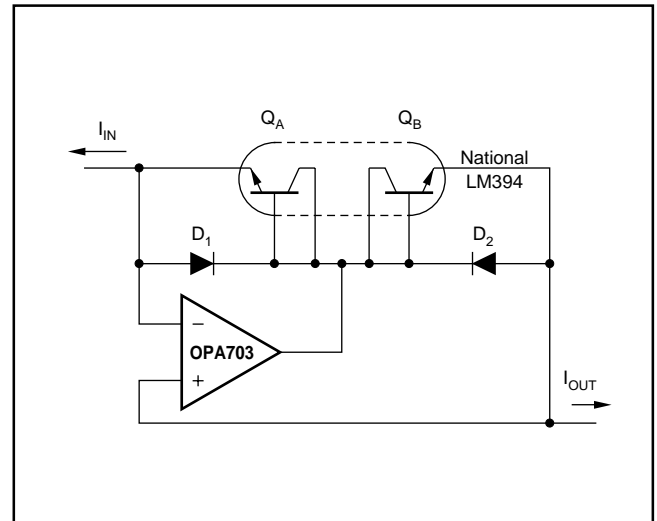 Q_A
Q_B
I_IN
National
LM394
D_1
D_2
−
OPA703
+
I_OUT